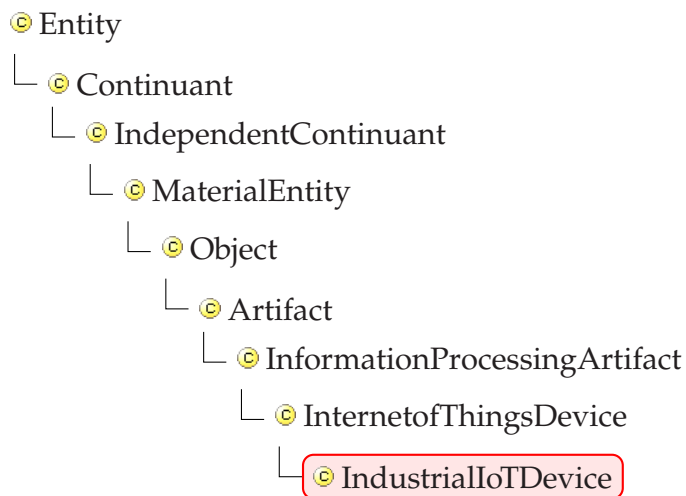 Entity
Continuant
IndependentContinuant
MaterialEntity
Object
Artifact
InformationProcessingArtifact
InternetofThingsDevice
IndustrialIoTDevice